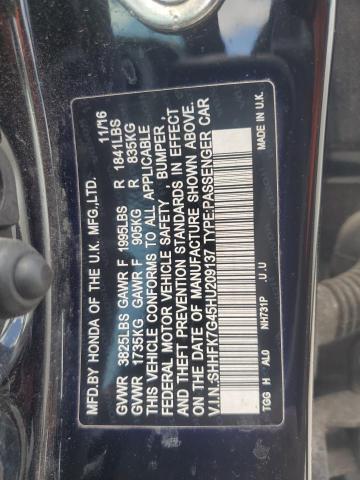 MFD.BY HONDA OF THE U.K. MFG.,LTD. 11/16
GVWR 3825LBS GAWR F 1995LBS R 1841LBS
GVWR 1735KG GAWR F 905KG R 835KG
THIS VEHICLE CONFORMS TO ALL APPLICABLE
FEDERAL MOTOR VEHICLE SAFETY , BUMPER ,
AND THEFT PREVENTION STANDARDS IN EFFECT
ON THE DATE OF MANUFACTURE SHOWN ABOVE.
V.I.N.:SHHFK7G45HU209137 TYPE:PASSENGER CAR
TGG H AL0 NH731P .U .U MADE IN U.K.